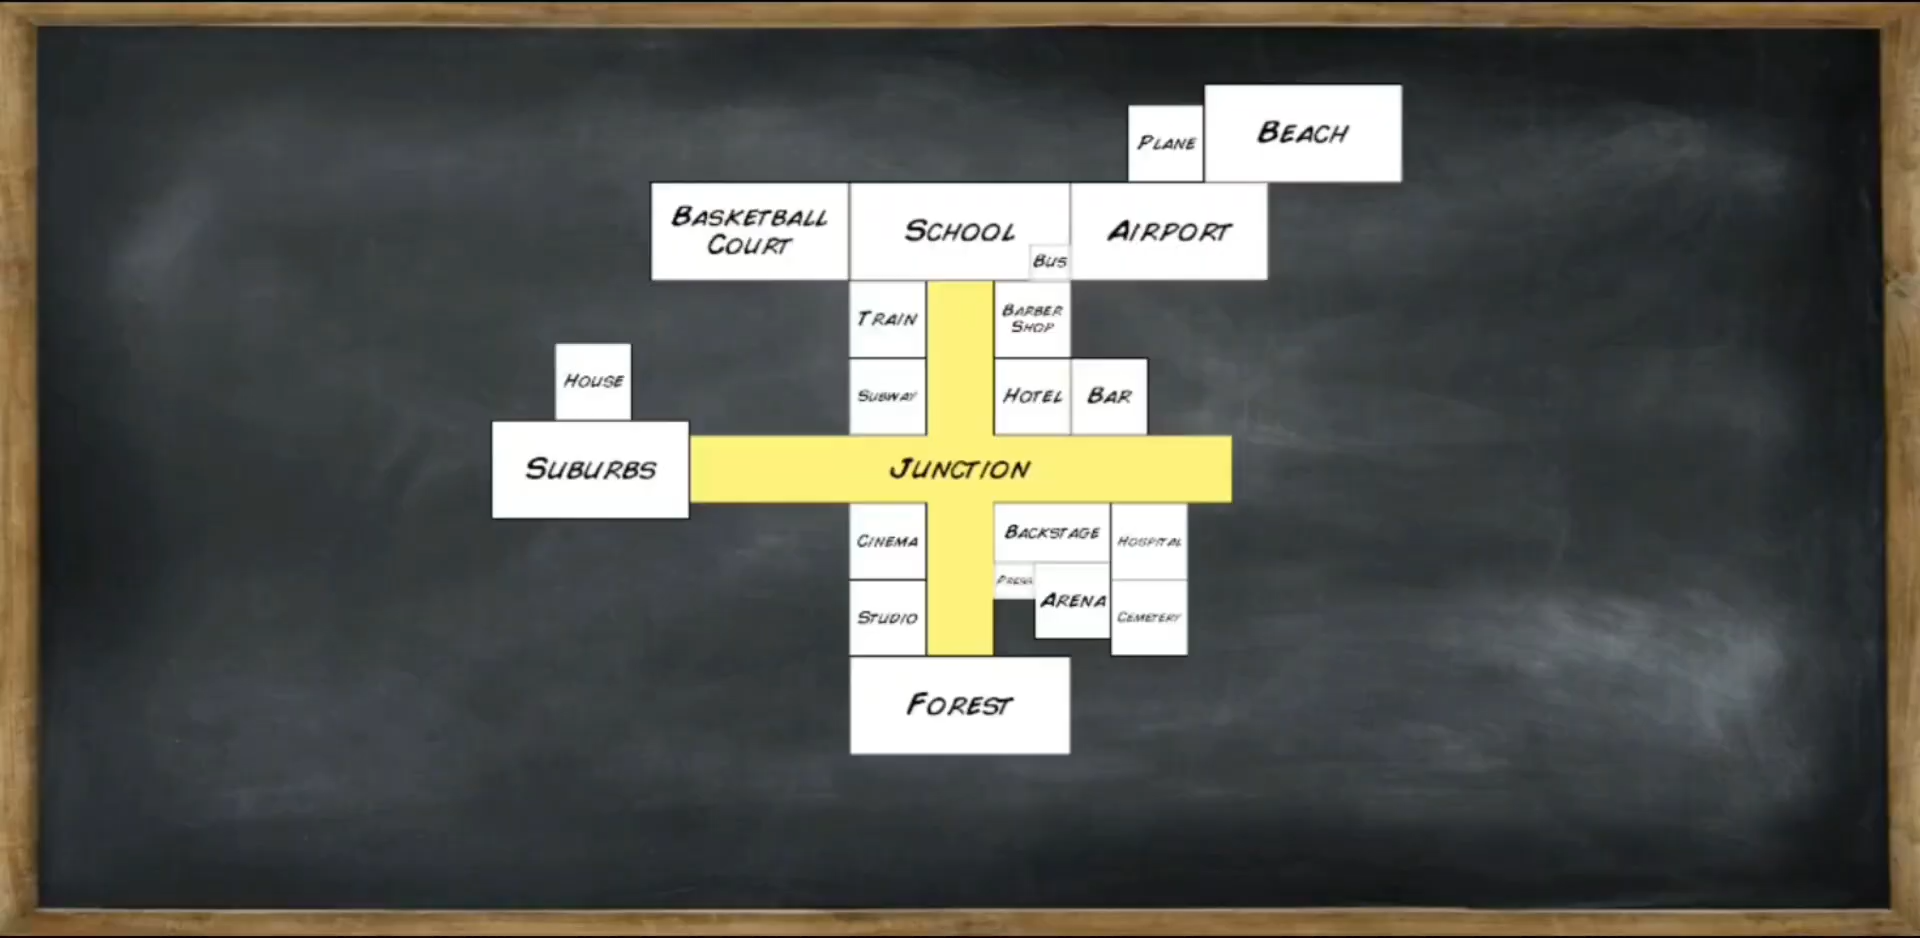 BEACH
PLANE
BASKETBALL
COURT
SCHOOL
AIRPORT
BUS
TRAIN
BARBER
SHOP
HOUSE
SUBWAY
HOTEL
BAR
SUBURBS
JUNCTION
CINEMA
BACKSTAGE
HOSPITAL
PRESS
ARENA
STUDIO
CEMETERY
FOREST